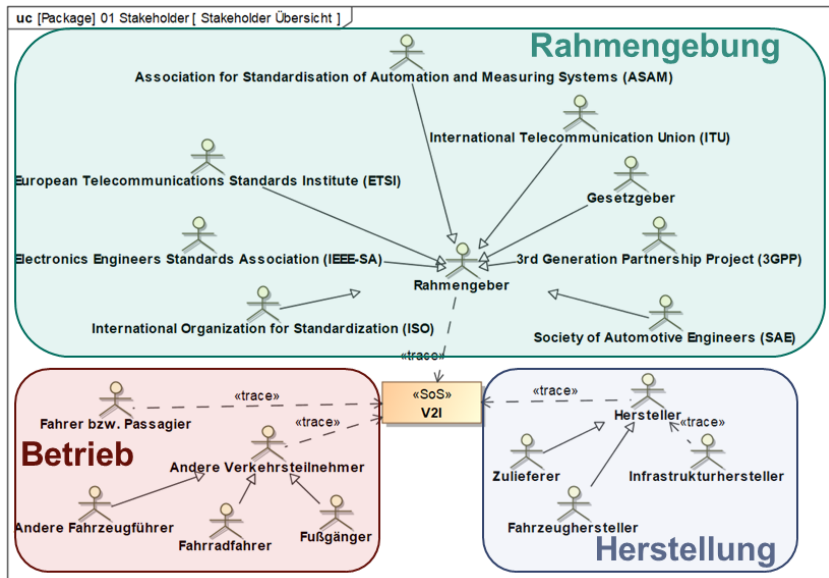 uc [Package] 01 Stakeholder [ Stakeholder Übersicht ]
Rahmengebung
Association for Standardisation of Automation and Measuring Systems (ASAM)
International Telecommunication Union (ITU)
European Telecommunications Standards Institute (ETSI)
Gesetzgeber
Electronics Engineers Standards Association (IEEE-SA)
3rd Generation Partnership Project (3GPP)
Rahmengeber
International Organization for Standardization (ISO)
Society of Automotive Engineers (SAE)
«trace»
«SoS»
V2I
«trace»
Fahrer bzw. Passagier
«trace»
Betrieb
Andere Verkehrsteilnehmer
Andere Fahrzeugführer
Fahrradfahrer
Fußgänger
«trace»
Hersteller
«trace»
Zulieferer
Infrastrukturhersteller
Fahrzeughersteller
Herstellung